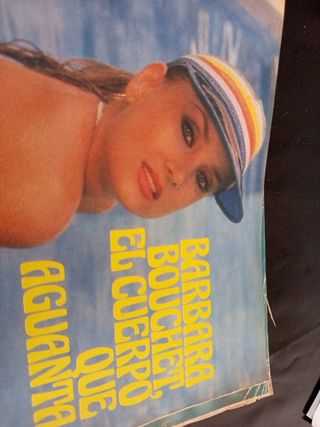 BARBARA
BOUCHET,
EL CUERPO
QUE
AGUANTA